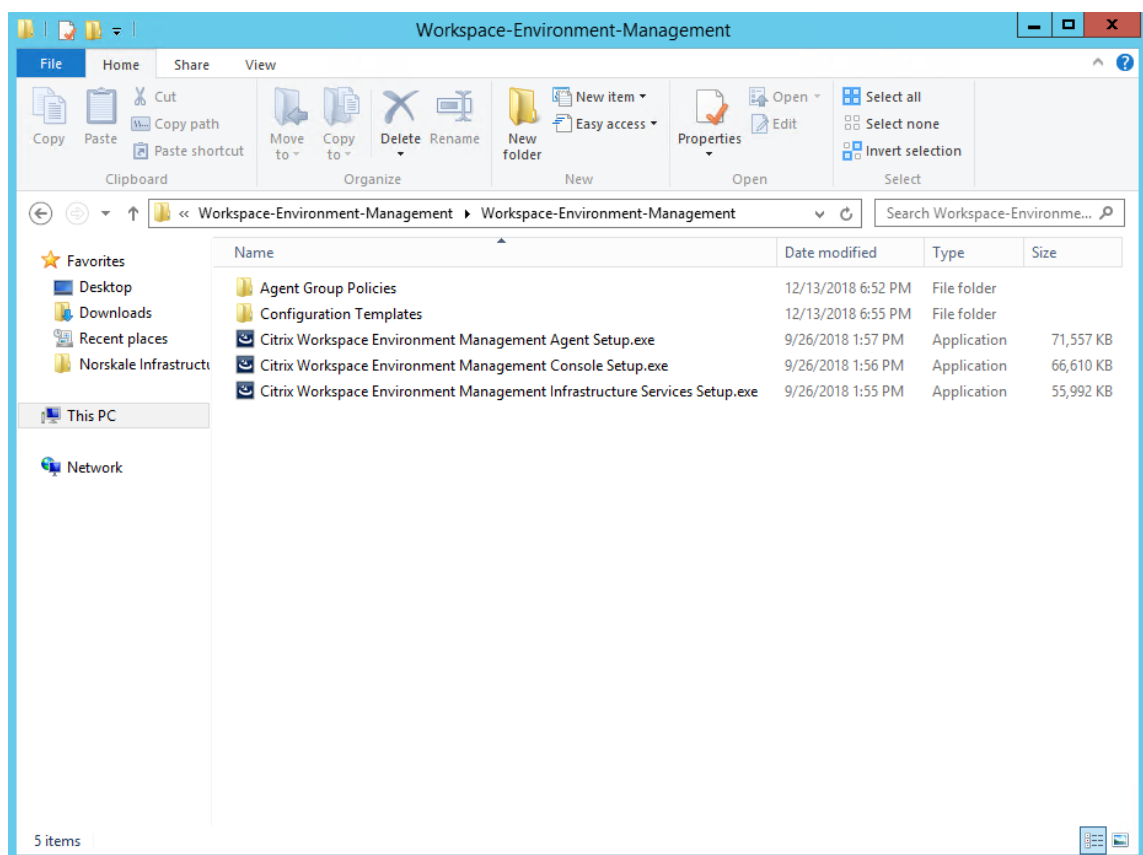 Workspace-Environment-Management
File Home Share View
Copy
Paste
Cut
Copy path
Paste shortcut
Clipboard
Move to
Copy to
Delete
Rename
Organize
New folder
New item
Easy access
New
Properties
Open
Edit
Open
Select all
Select none
Invert selection
Select
« Workspace-Environment-Management Workspace-Environment-Management Search Workspace-Environme...
Favorites
Desktop
Downloads
Recent places
Norskale Infrastructu
This PC
Network
Name Date modified Type Size
Agent Group Policies 12/13/2018 6:52 PM File folder
Configuration Templates 12/13/2018 6:55 PM File folder
Citrix Workspace Environment Management Agent Setup.exe 9/26/2018 1:57 PM Application 71,557 KB
Citrix Workspace Environment Management Console Setup.exe 9/26/2018 1:56 PM Application 66,610 KB
Citrix Workspace Environment Management Infrastructure Services Setup.exe 9/26/2018 1:55 PM Application 55,992 KB
5 items